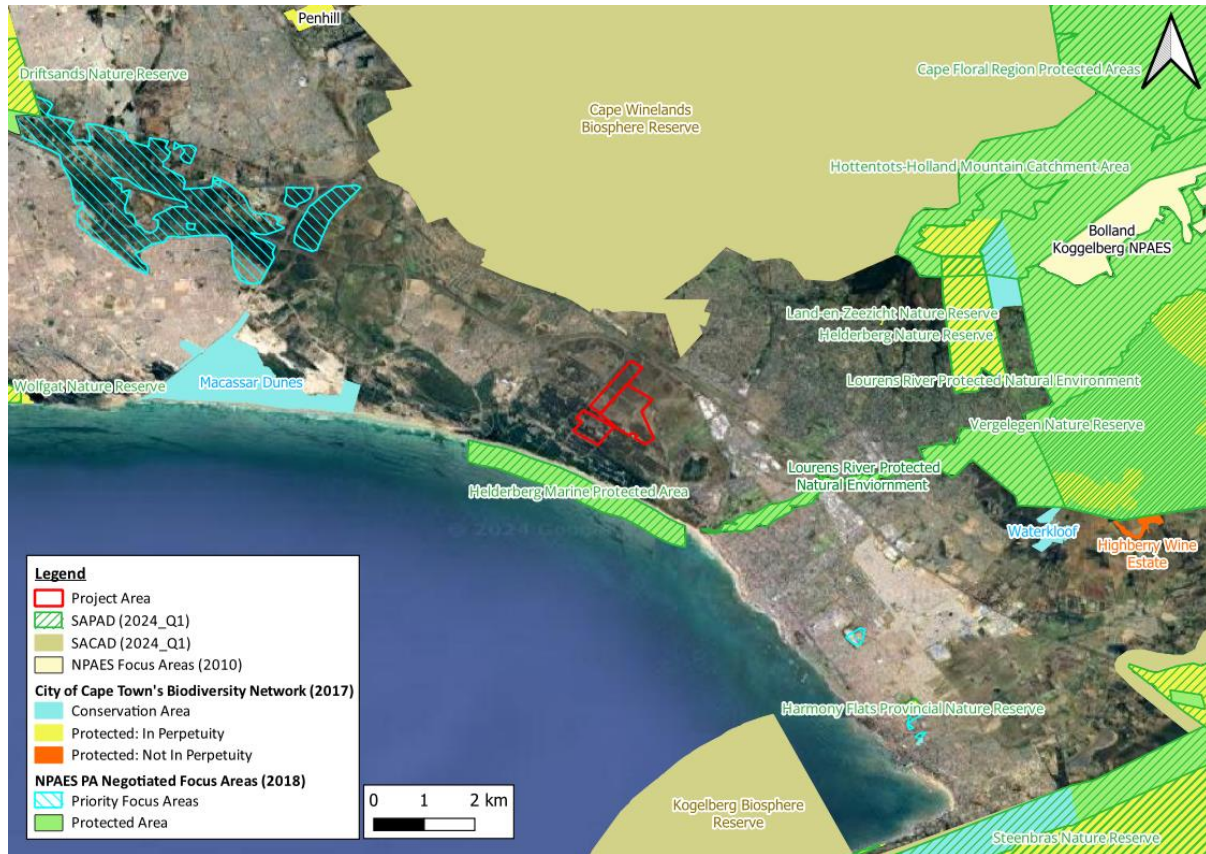 Penhill
Driftsands Nature Reserve
Cape Floral Region Protected Areas
Cape Winelands
Biosphere Reserve
Hottentots-Holland Mountain Catchment Area
Bolland
Koggelberg NPAES
Land-en-Zeezicht Nature Reserve
Helderberg Nature Reserve
Wolfgat Nature Reserve
Macassar Dunes
Lourens River Protected Natural Environment
Vergelegen Nature Reserve
Lourens River Protected
Natural Enviornment
Helderberg Marine Protected Area
Waterkloof
Highberry Wine
Estate
Harmony Flats Provincial Nature Reserve
Kogelberg Biosphere
Reserve
Steenbras Nature Reserve
Legend
Project Area
SAPAD (2024_Q1)
SACAD (2024_Q1)
NPAES Focus Areas (2010)
City of Cape Town's Biodiversity Network (2017)
Conservation Area
Protected: In Perpetuity
Protected: Not In Perpetuity
NPAES PA Negotiated Focus Areas (2018)
Priority Focus Areas
Protected Area
0 1 2 km